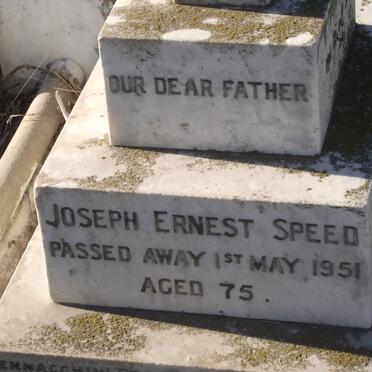 OUR DEAR FATHER
JOSEPH ERNEST SPEED
PASSED AWAY 1ST MAY 1951
AGED 75.